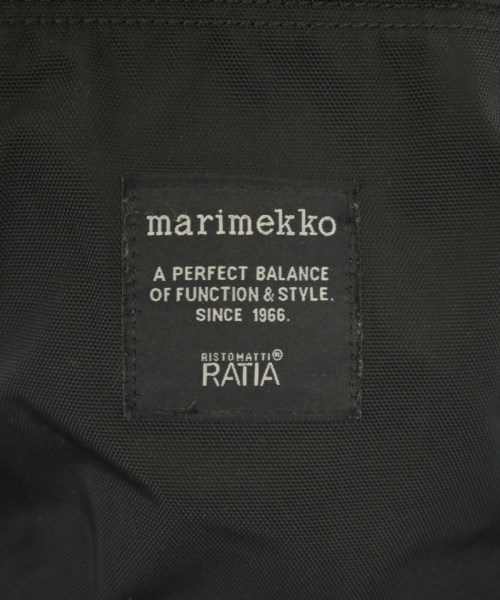 marimekko
A PERFECT BALANCE
OF FUNCTION & STYLE.
SINCE 1966.
RISTOMATTI®
RATIA